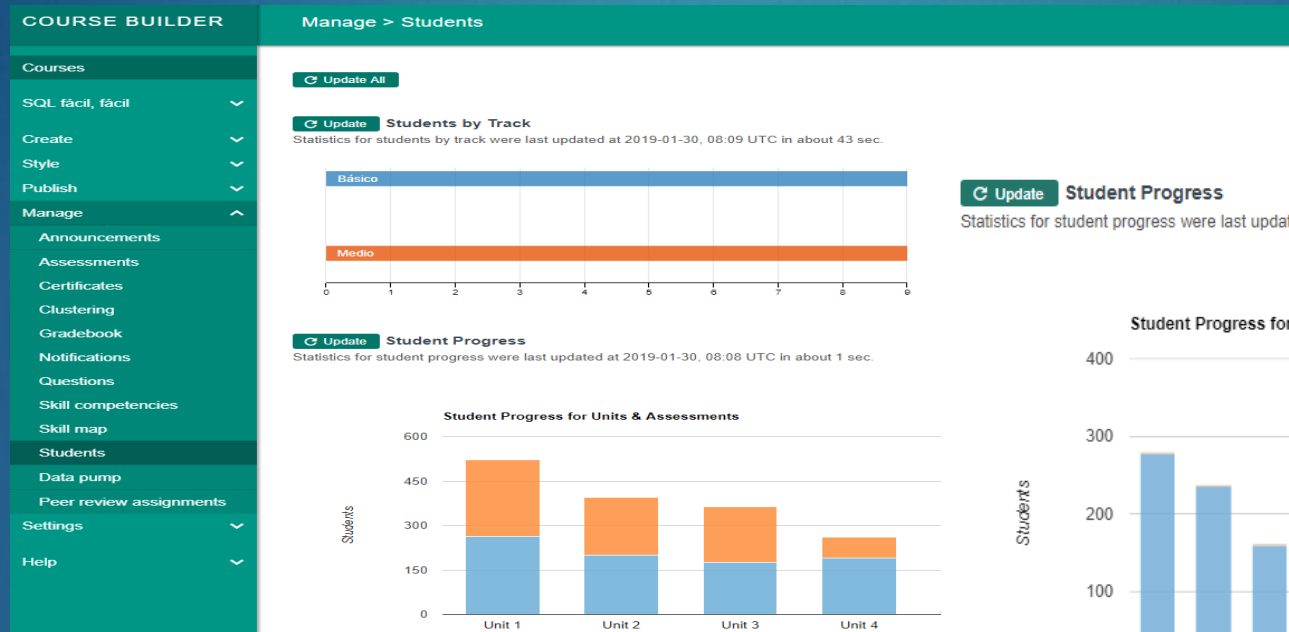 COURSE BUILDER
Manage > Students
Courses
SQL fácil, fácil
Create
Style
Publish
Manage
Announcements
Assessments
Certificates
Clustering
Gradebook
Notifications
Questions
Skill competencies
Skill map
Students
Data pump
Peer review assignments
Settings
Help
Update All
Update Students by Track
Statistics for students by track were last updated at 2019-01-30, 08:09 UTC in about 43 sec.
Básico
Medio
0 1 2 3 4 5 6 7 8 9
Update Student Progress
Statistics for student progress were last updated at 2019-01-30, 08:08 UTC in about 1 sec.
Student Progress for Units & Assessments
600
450
300
150
0
Students
Unit 1 Unit 2 Unit 3 Unit 4
Update Student Progress
Statistics for student progress were last updat
Student Progress for
400
300
200
100
Students